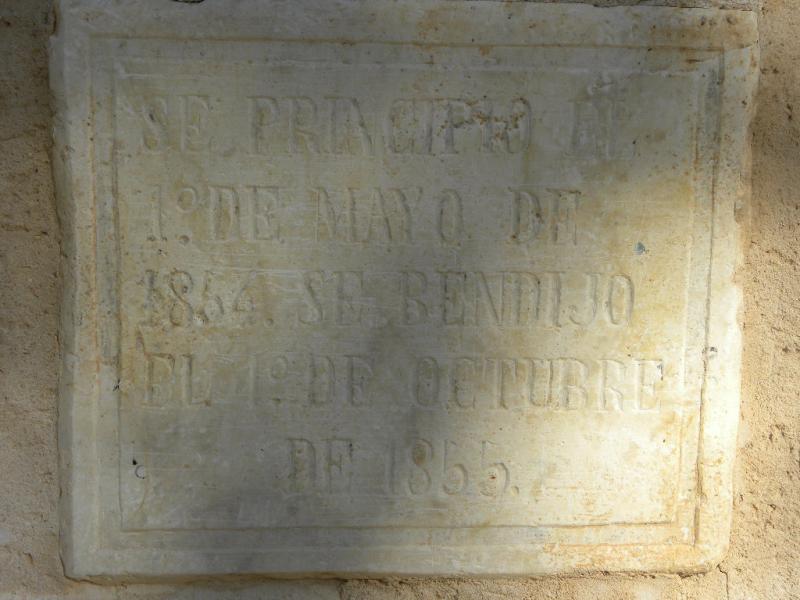 SE PRINCIPIO EL
1º DE MAYO DE
1854. SE BENDIJO
EL 1º DE OCTUBRE
DE 1855.